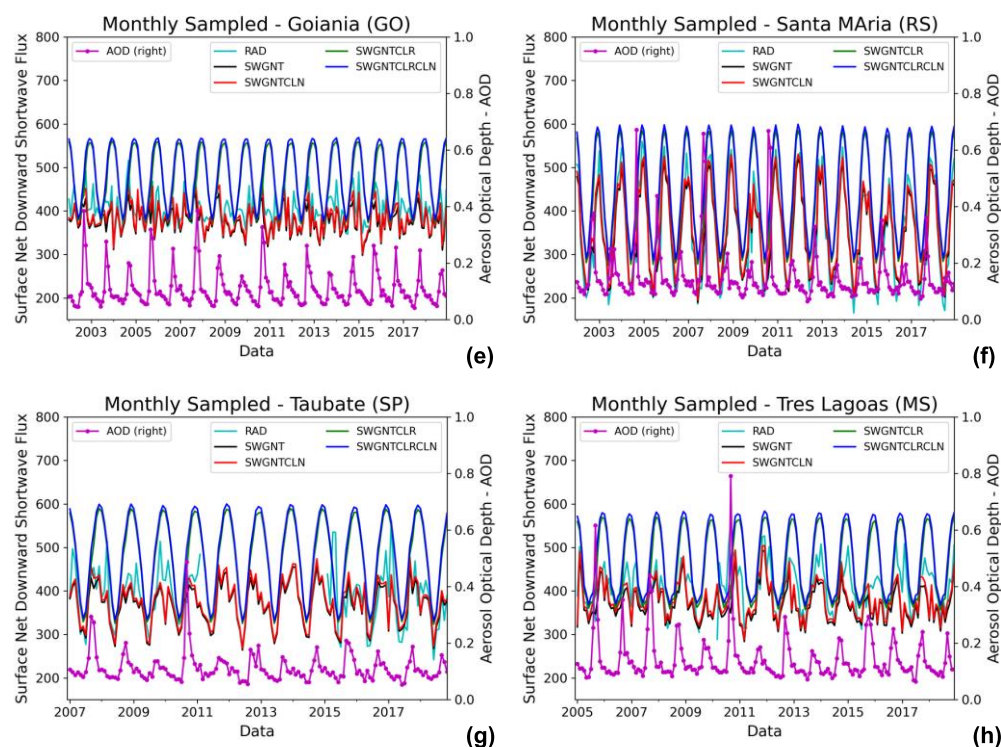 Monthly Sampled - Goiania (GO)
800
700
600
500
400
300
200
Surface Net Downward Shortwave Flux
AOD (right)
RAD
SWGNT
SWGNTCLN
SWGNTCLR
SWGNTCLRCLN
1.0
0.8
0.6
0.4
0.2
0.0
Aerosol Optical Depth - AOD
2003 2005 2007 2009 2011 2013 2015 2017
Data
(e)
Monthly Sampled - Santa MAria (RS)
800
700
600
500
400
300
200
Surface Net Downward Shortwave Flux
AOD (right)
RAD
SWGNT
SWGNTCLN
SWGNTCLR
SWGNTCLRCLN
1.0
0.8
0.6
0.4
0.2
0.0
Aerosol Optical Depth - AOD
2003 2005 2007 2009 2011 2013 2015 2017
Data
(f)
Monthly Sampled - Taubate (SP)
800
700
600
500
400
300
200
Surface Net Downward Shortwave Flux
AOD (right)
RAD
SWGNT
SWGNTCLN
SWGNTCLR
SWGNTCLRCLN
1.0
0.8
0.6
0.4
0.2
0.0
Aerosol Optical Depth - AOD
2007 2009 2011 2013 2015 2017
Data
(g)
Monthly Sampled - Tres Lagoas (MS)
800
700
600
500
400
300
200
Surface Net Downward Shortwave Flux
AOD (right)
RAD
SWGNT
SWGNTCLN
SWGNTCLR
SWGNTCLRCLN
1.0
0.8
0.6
0.4
0.2
0.0
Aerosol Optical Depth - AOD
2005 2007 2009 2011 2013 2015 2017
Data
(h)